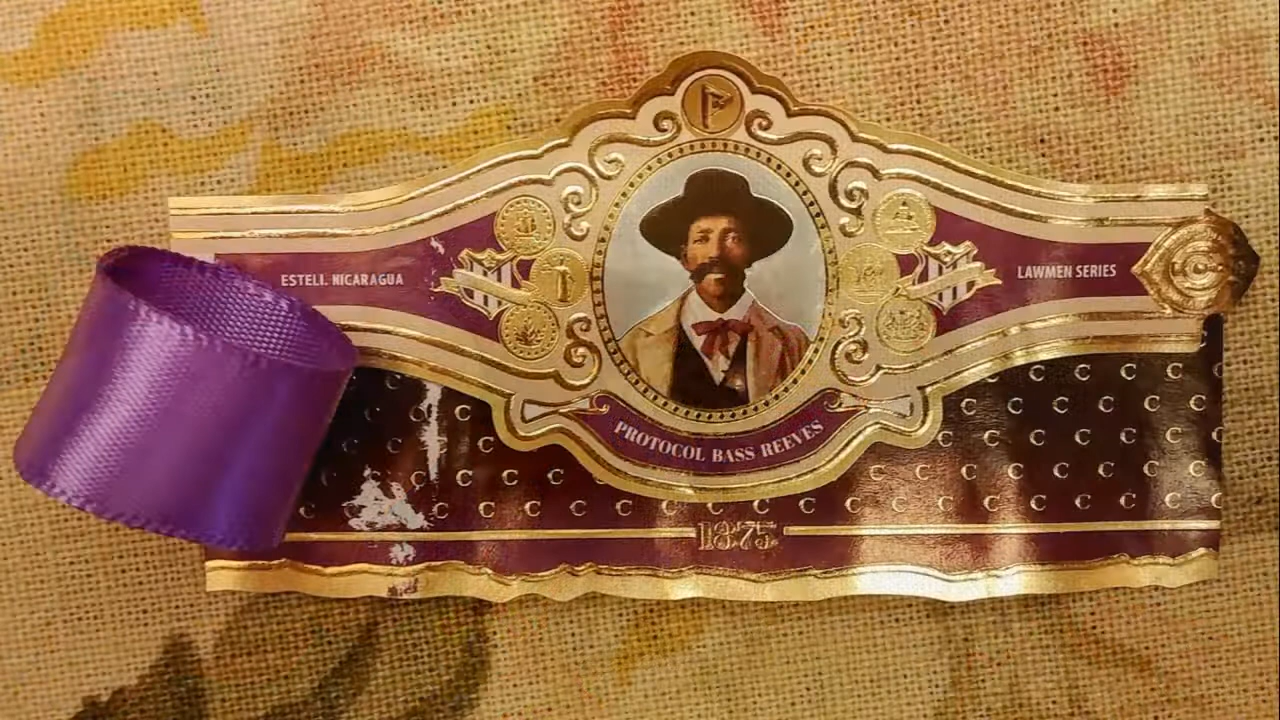 P
ESTELI. NICARAGUA
LAWMEN SERIES
PROTOCOL BASS REEVES
C C C C
C C C C C
C C C C C
C C C C C C C C C
C C C C C C C C C C C C C
1875